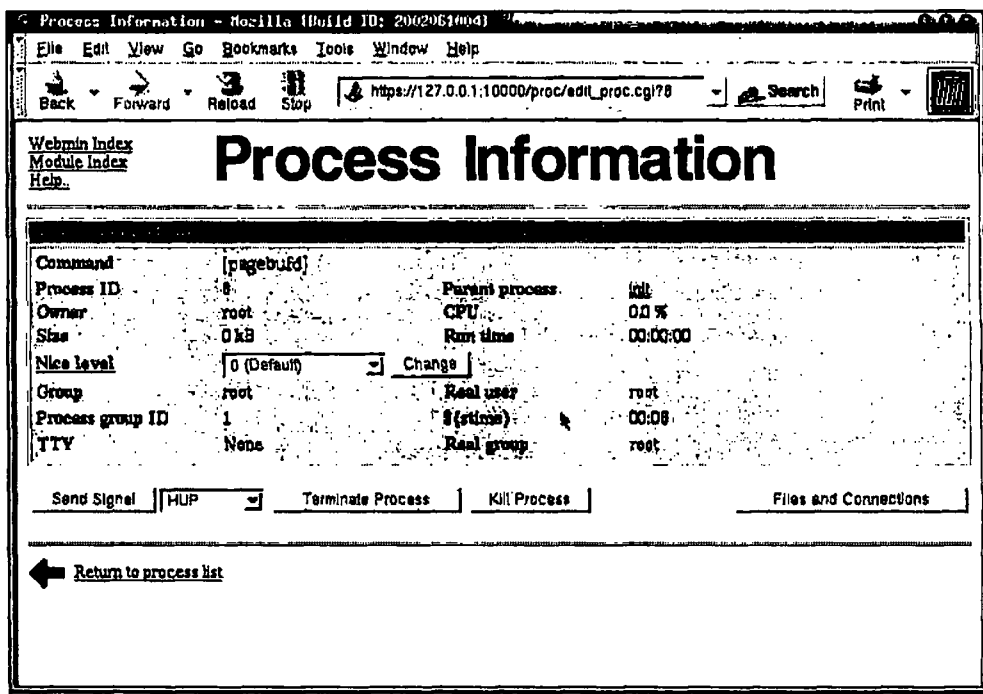 Process Information - Mozilla {Build ID: 2002061004}
File Edit View Go Bookmarks Tools Window Help
Back Forward Reload Stop https://127.0.0.1:10000/proc/edit_proc.cgi?8 Search Print
Webmin Index
Module Index
Help..
Process Information
Command [pagebufd]
Process ID 8 Parent process init
Owner root CPU 0.0 %
Size 0 kB Run time 00:00:00
Nice level 0 (Default) Change
Group root Real user root
Process group ID 1 $(stime) 00:08
TTY None Real group root
Send Signal HUP Terminate Process Kill Process Files and Connections
Return to process list